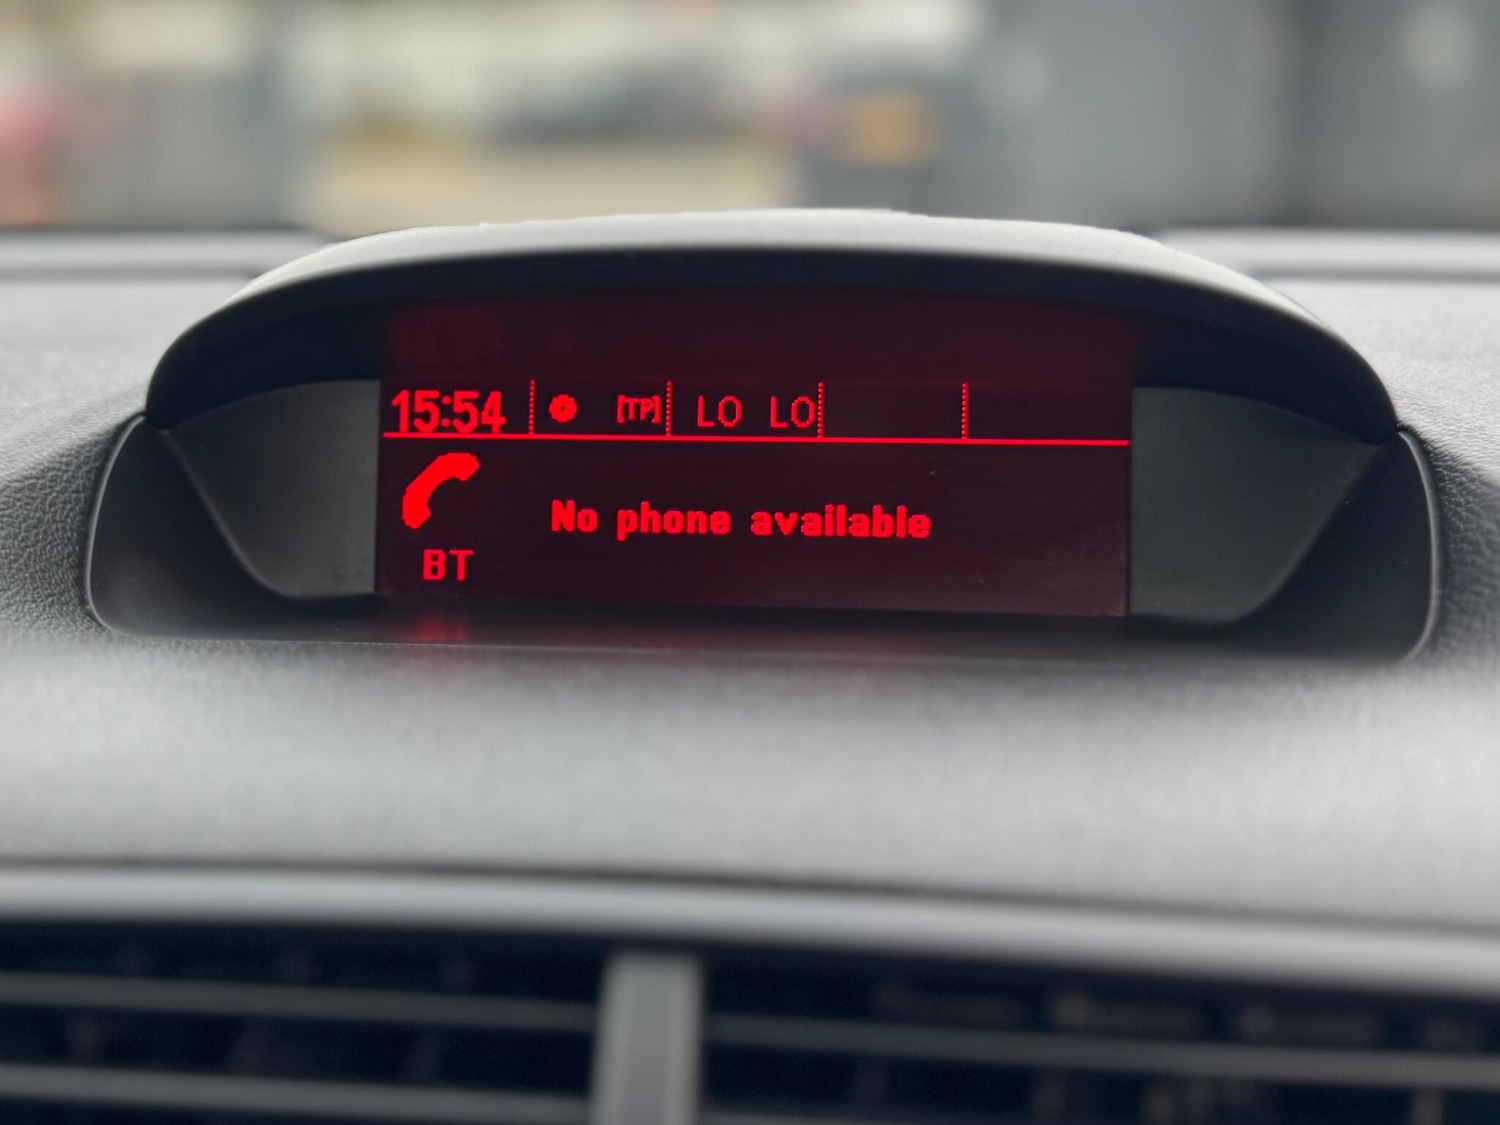 15:54 [TP] LO LO
No phone available
BT